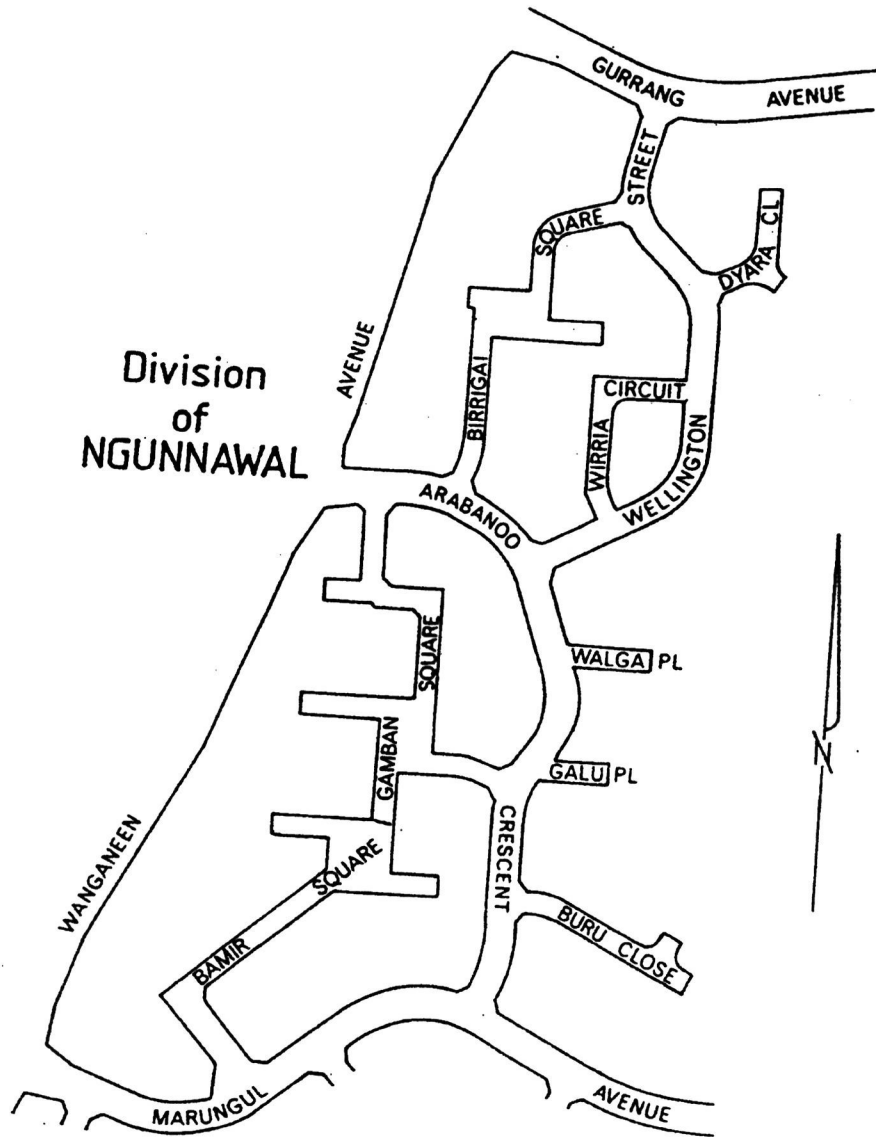 GURRANG AVENUE
STREET
SQUARE
DYARA CL
AVENUE
Division
of
NGUNNAWAL
BIRRIGAI
CIRCUIT
WIRRIA
WELLINGTON
ARABANOO
SQUARE
WALGA PL
GAMBAN
GALU PL
N
CRESCENT
WANGANEEN
SQUARE
BAMIR
BURU CLOSE
MARUNGUL
AVENUE